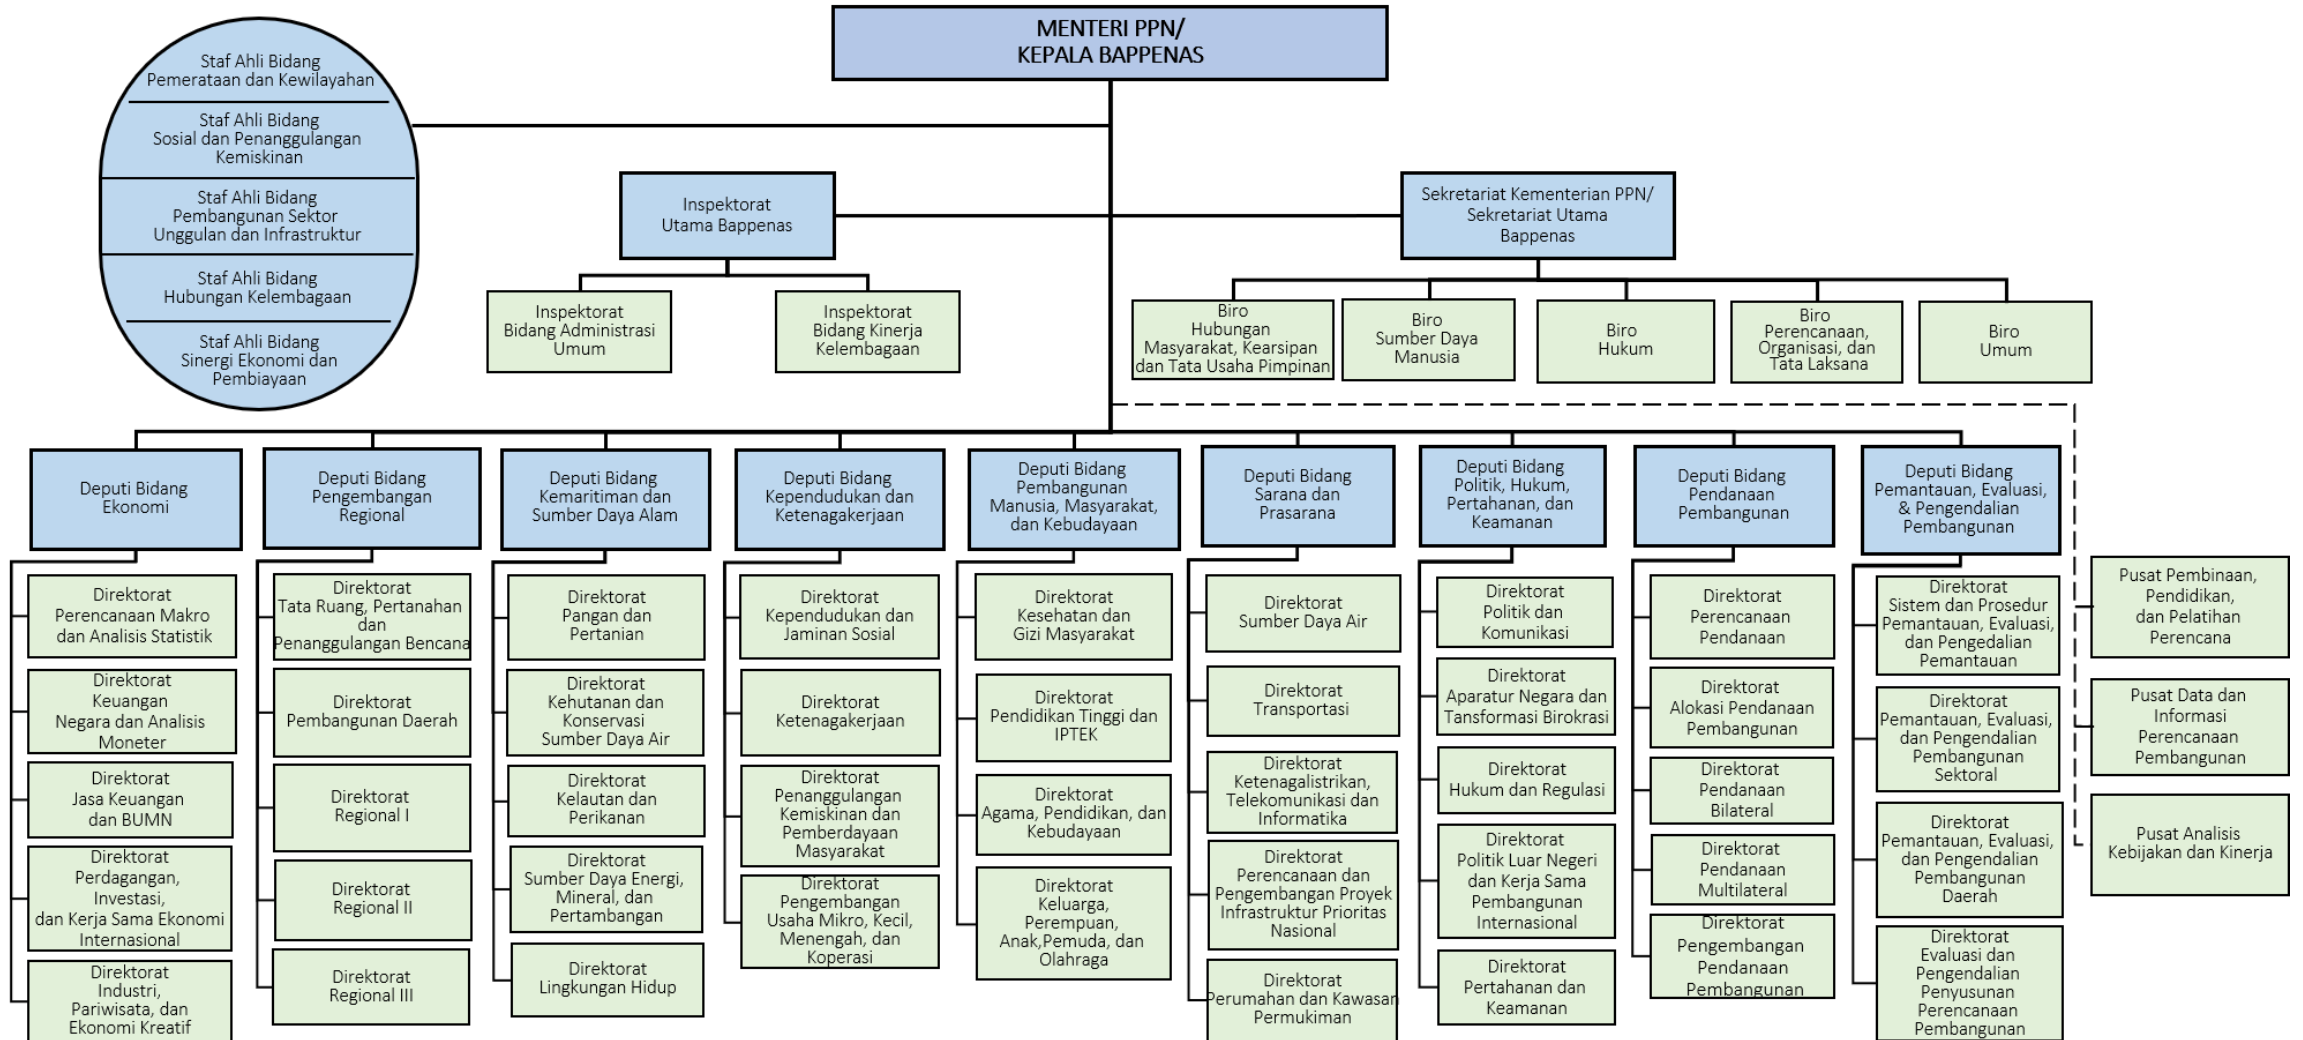 MENTERI PPN/
KEPALA BAPPENAS
Staf Ahli Bidang
Pemerataan dan Kewilayahan
Staf Ahli Bidang
Sosial dan Penanggulangan
Kemiskinan
Staf Ahli Bidang
Pembangunan Sektor
Unggulan dan Infrastruktur
Staf Ahli Bidang
Hubungan Kelembagaan
Staf Ahli Bidang
Sinergi Ekonomi dan
Pembiayaan
Inspektorat
Utama Bappenas
Sekretariat Kementerian PPN/
Sekretariat Utama
Bappenas
Inspektorat
Bidang Administrasi
Umum
Inspektorat
Bidang Kinerja
Kelembagaan
Biro
Hubungan
Masyarakat, Kearsipan
dan Tata Usaha Pimpinan
Biro
Sumber Daya
Manusia
Biro
Hukum
Biro
Perencanaan,
Organisasi, dan
Tata Laksana
Biro
Umum
Deputi Bidang
Ekonomi
Direktorat
Perencanaan Makro
dan Analisis Statistik
Direktorat
Keuangan
Negara dan Analisis
Moneter
Direktorat
Jasa Keuangan
dan BUMN
Direktorat
Perdagangan,
Investasi,
dan Kerja Sama Ekonomi
Internasional
Direktorat
Industri,
Pariwisata, dan
Ekonomi Kreatif
Deputi Bidang
Pengembangan
Regional
Direktorat
Tata Ruang, Pertanahan
dan
Penanggulangan Bencana
Direktorat
Pembangunan Daerah
Direktorat
Regional I
Direktorat
Regional II
Direktorat
Regional III
Deputi Bidang
Kemaritiman dan
Sumber Daya Alam
Direktorat
Pangan dan
Pertanian
Direktorat
Kehutanan dan
Konservasi
Sumber Daya Air
Direktorat
Kelautan dan
Perikanan
Direktorat
Sumber Daya Energi,
Mineral, dan
Pertambangan
Direktorat
Lingkungan Hidup
Deputi Bidang
Kependudukan dan
Ketenagakerjaan
Direktorat
Kependudukan dan
Jaminan Sosial
Direktorat
Ketenagakerjaan
Direktorat
Penanggulangan
Kemiskinan dan
Pemberdayaan
Masyarakat
Direktorat
Pengembangan
Usaha Mikro, Kecil,
Menengah, dan
Koperasi
Deputi Bidang
Pembangunan
Manusia, Masyarakat,
dan Kebudayaan
Direktorat
Kesehatan dan
Gizi Masyarakat
Direktorat
Pendidikan Tinggi dan
IPTEK
Direktorat
Agama, Pendidikan, dan
Kebudayaan
Direktorat
Keluarga,
Perempuan,
Anak,Pemuda, dan
Olahraga
Deputi Bidang
Sarana dan
Prasarana
Direktorat
Sumber Daya Air
Direktorat
Transportasi
Direktorat
Ketenagalistrikan,
Telekomunikasi dan
Informatika
Direktorat
Perencanaan dan
Pengembangan Proyek
Infrastruktur Prioritas
Nasional
Direktorat
Perumahan dan Kawasan
Permukiman
Deputi Bidang
Politik, Hukum,
Pertahanan, dan
Keamanan
Direktorat
Politik dan
Komunikasi
Direktorat
Aparatur Negara dan
Tansformasi Birokrasi
Direktorat
Hukum dan Regulasi
Direktorat
Politik Luar Negeri
dan Kerja Sama
Pembangunan
Internasional
Direktorat
Pertahanan dan
Keamanan
Deputi Bidang
Pendanaan
Pembangunan
Direktorat
Perencanaan
Pendanaan
Direktorat
Alokasi Pendanaan
Pembangunan
Direktorat
Pendanaan
Bilateral
Direktorat
Pendanaan
Multilateral
Direktorat
Pengembangan
Pendanaan
Pembangunan
Deputi Bidang
Pemantauan, Evaluasi,
& Pengendalian
Pembangunan
Direktorat
Sistem dan Prosedur
Pemantauan, Evaluasi,
dan Pengedalian
Pemantauan
Direktorat
Pemantauan, Evaluasi,
dan Pengendalian
Pembangunan
Sektoral
Direktorat
Pemantauan, Evaluasi,
dan Pengendalian
Pembangunan
Daerah
Direktorat
Evaluasi dan
Pengendalian
Penyusunan
Perencanaan
Pembangunan
Pusat Pembinaan,
Pendidikan,
dan Pelatihan
Perencana
Pusat Data dan
Informasi
Perencanaan
Pembangunan
Pusat Analisis
Kebijakan dan Kinerja